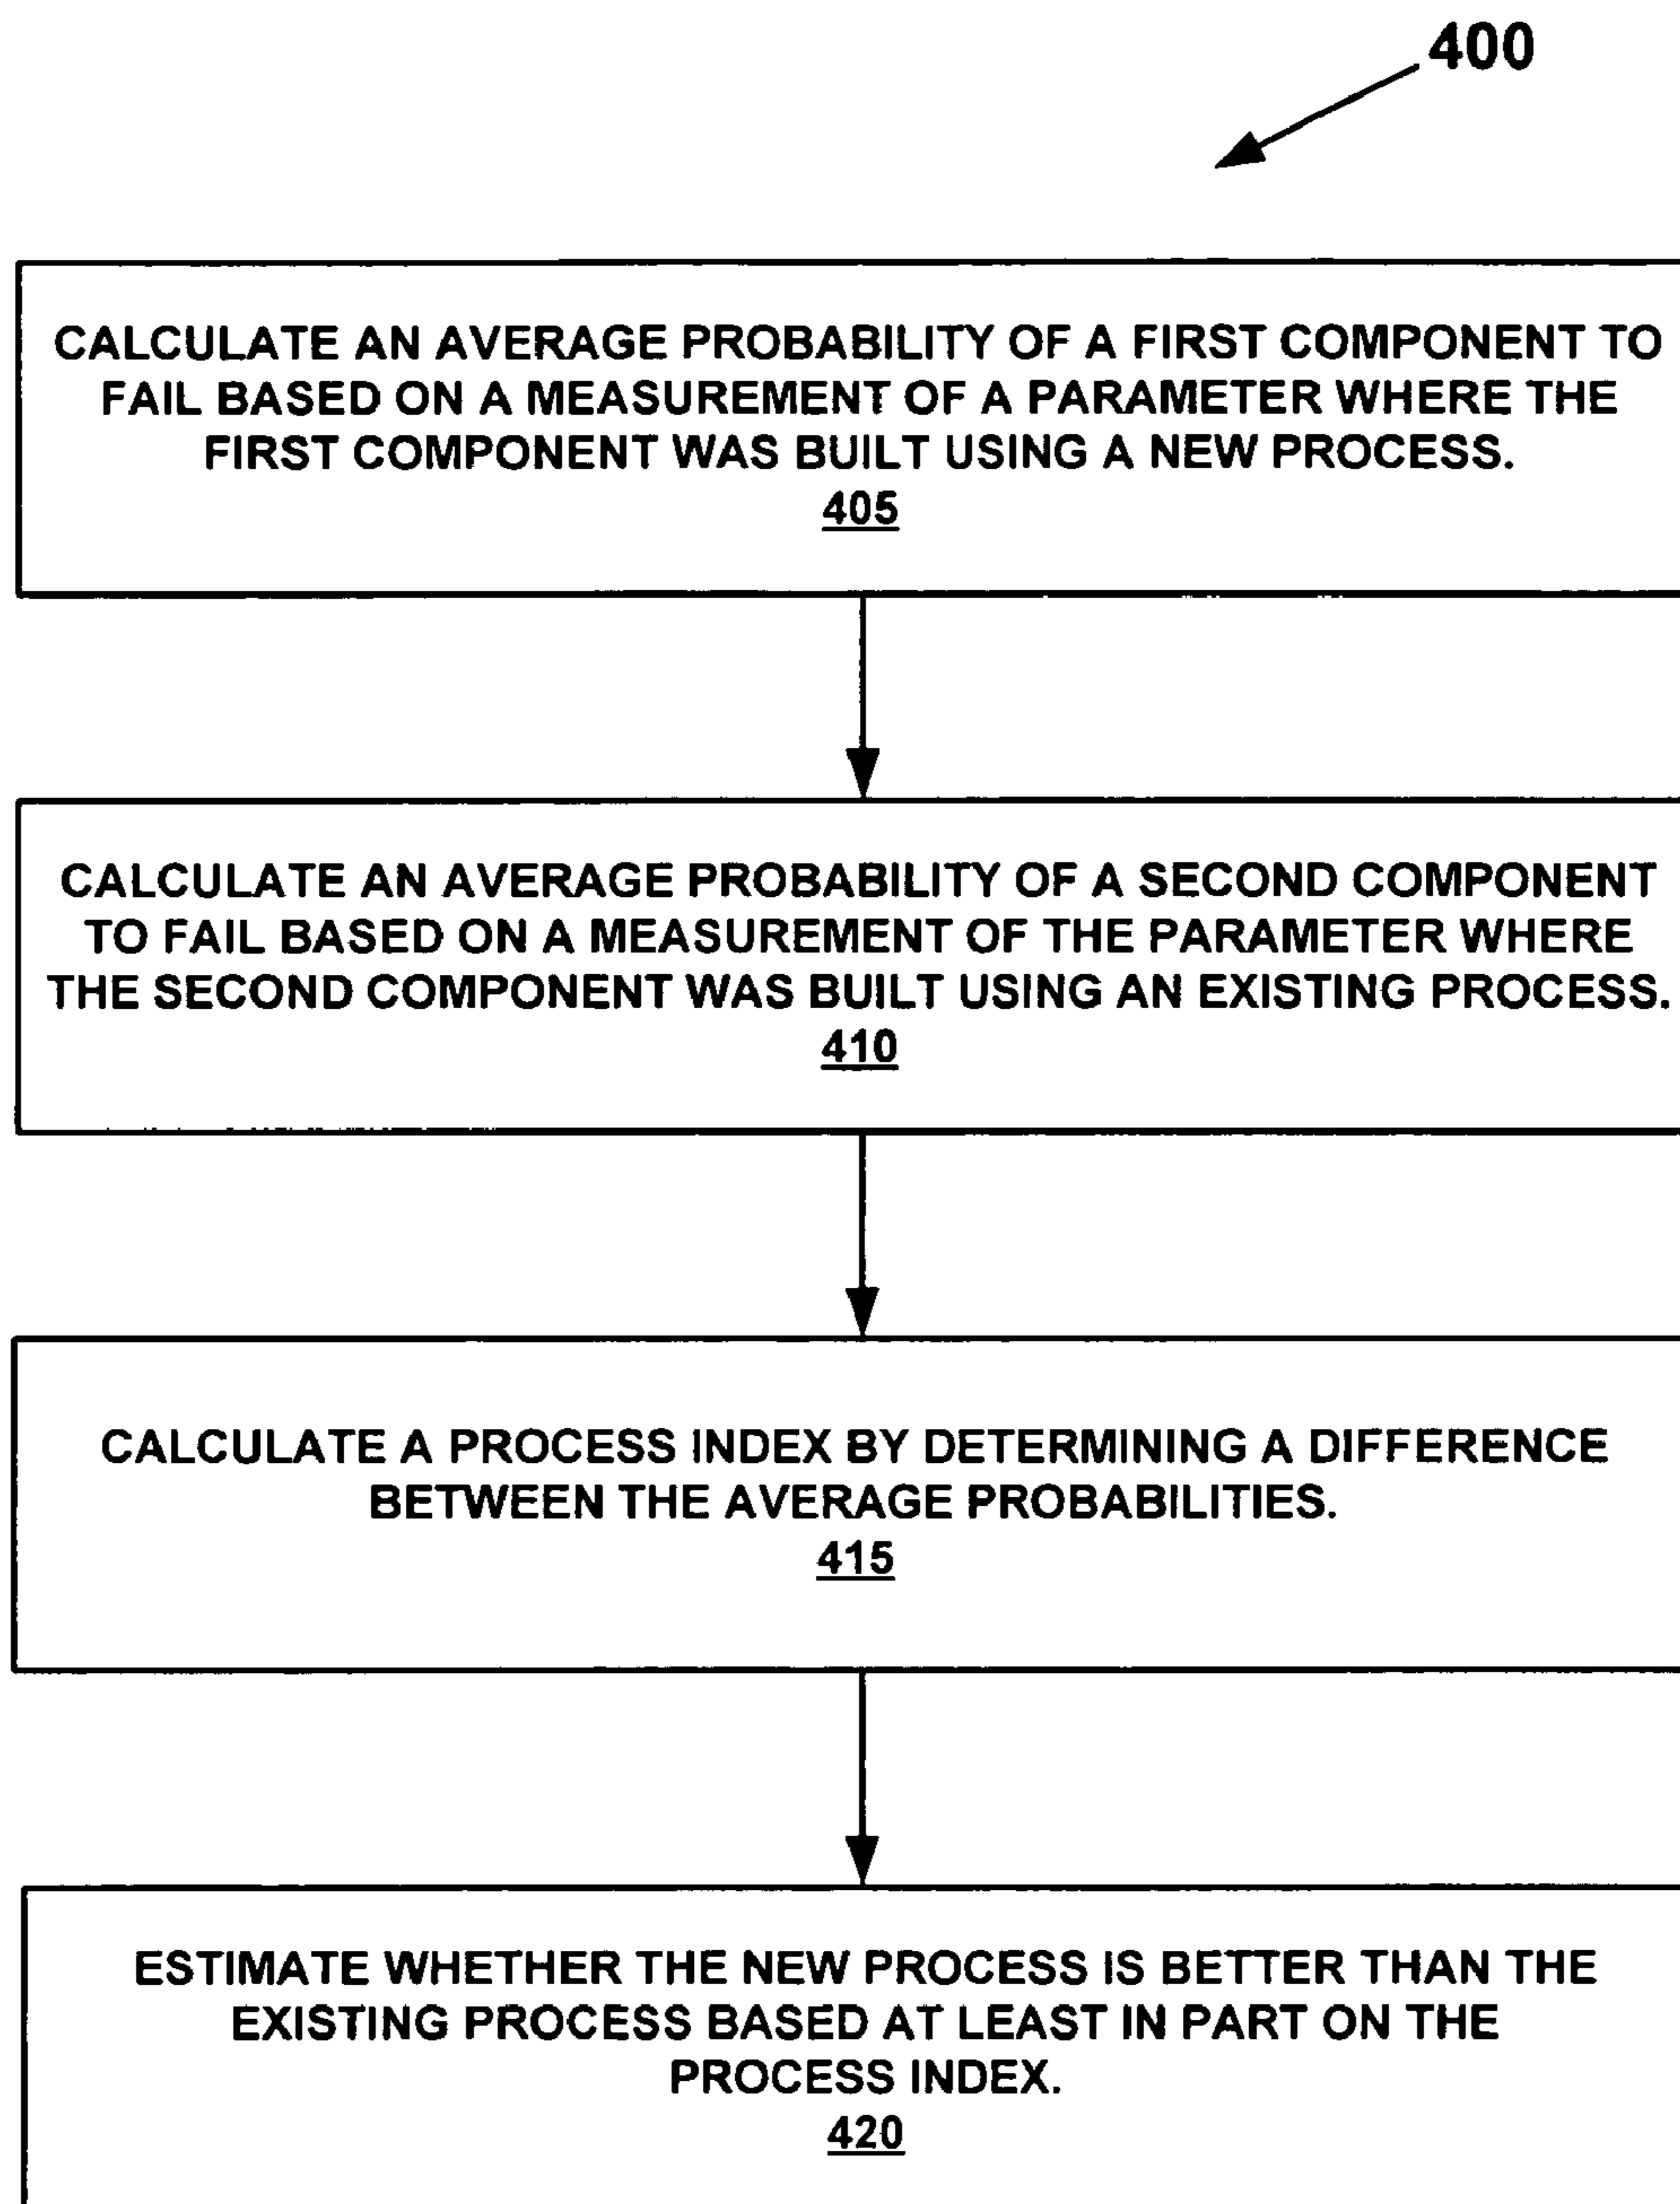 400
CALCULATE AN AVERAGE PROBABILITY OF A FIRST COMPONENT TO
FAIL BASED ON A MEASUREMENT OF A PARAMETER WHERE THE
FIRST COMPONENT WAS BUILT USING A NEW PROCESS.
405
CALCULATE AN AVERAGE PROBABILITY OF A SECOND COMPONENT
TO FAIL BASED ON A MEASUREMENT OF THE PARAMETER WHERE
THE SECOND COMPONENT WAS BUILT USING AN EXISTING PROCESS.
410
CALCULATE A PROCESS INDEX BY DETERMINING A DIFFERENCE
BETWEEN THE AVERAGE PROBABILITIES.
415
ESTIMATE WHETHER THE NEW PROCESS IS BETTER THAN THE
EXISTING PROCESS BASED AT LEAST IN PART ON THE
PROCESS INDEX.
420